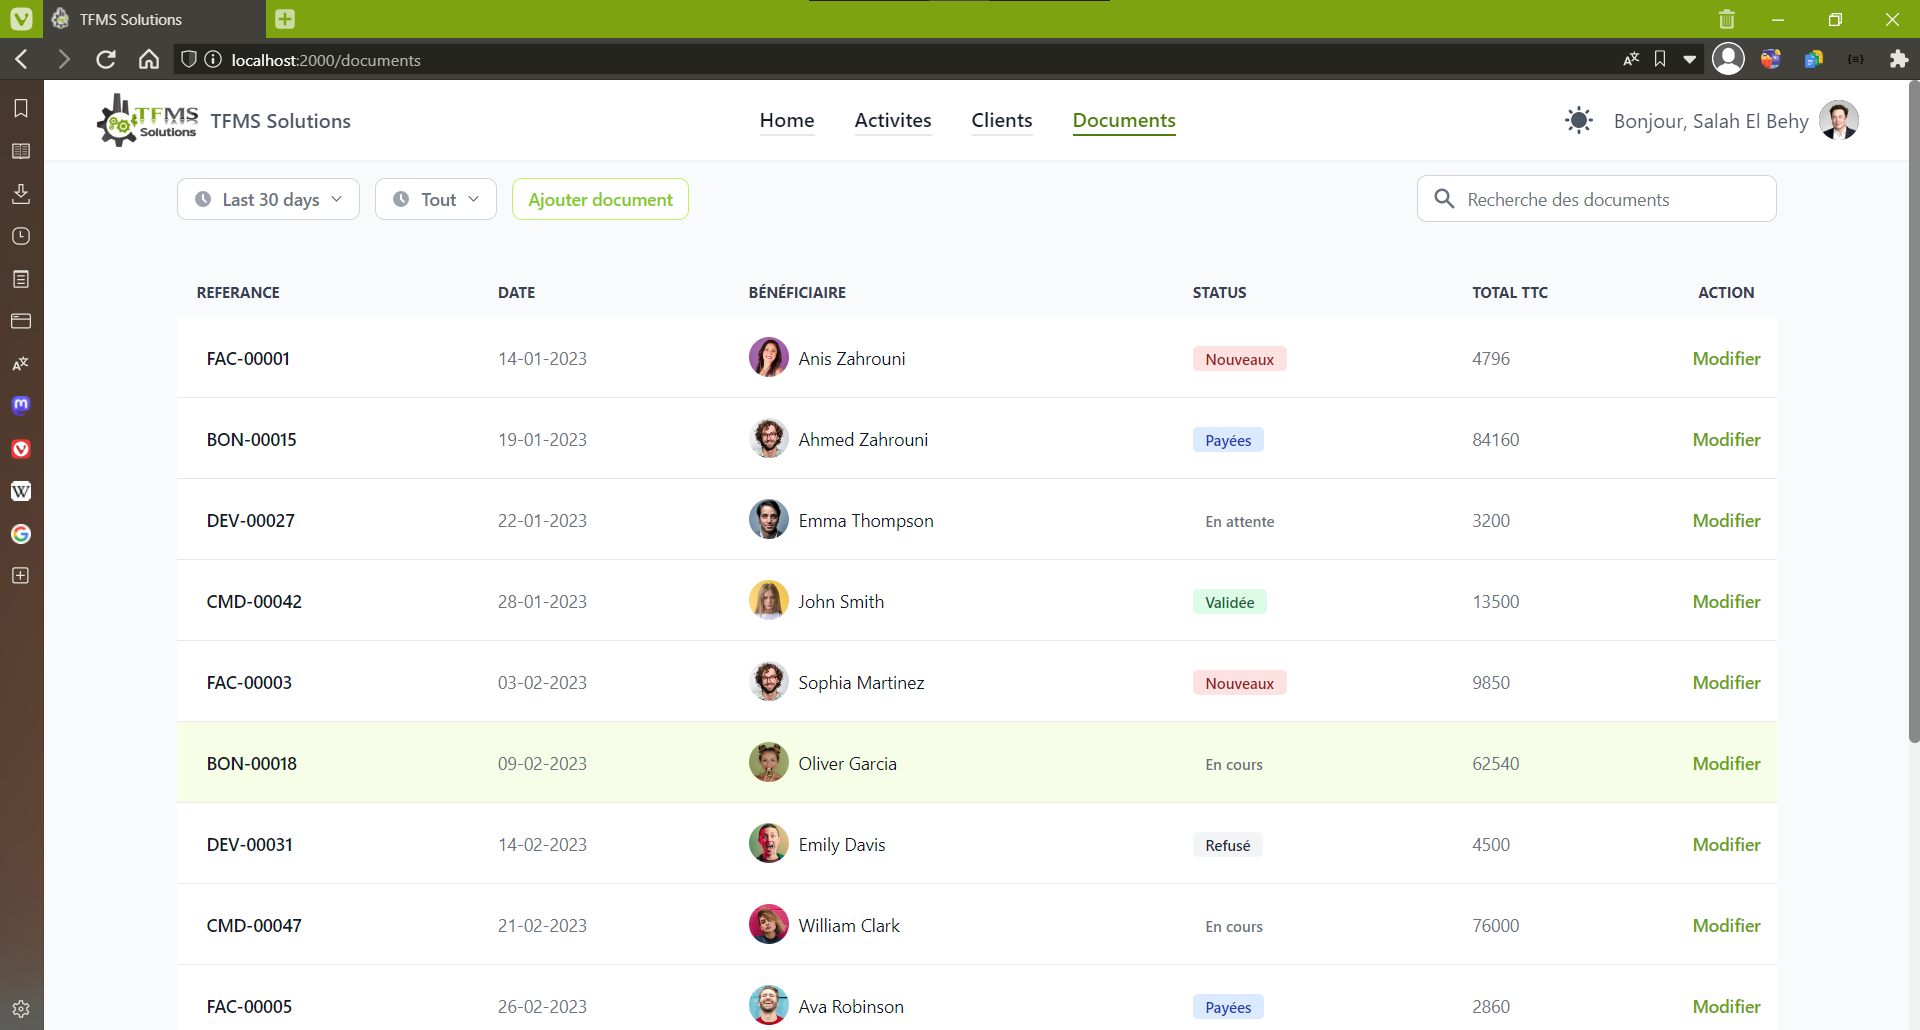 TFMS Solutions
localhost:2000/documents
TFMS Solutions TFMS Solutions
Home Activites Clients Documents
Bonjour, Salah El Behy
Last 30 days Tout Ajouter document Recherche des documents
REFERANCE DATE BÉNÉFICIAIRE STATUS TOTAL TTC ACTION
FAC-00001 14-01-2023 Anis Zahrouni Nouveaux 4796 Modifier
BON-00015 19-01-2023 Ahmed Zahrouni Payées 84160 Modifier
DEV-00027 22-01-2023 Emma Thompson En attente 3200 Modifier
CMD-00042 28-01-2023 John Smith Validée 13500 Modifier
FAC-00003 03-02-2023 Sophia Martinez Nouveaux 9850 Modifier
BON-00018 09-02-2023 Oliver Garcia En cours 62540 Modifier
DEV-00031 14-02-2023 Emily Davis Refusé 4500 Modifier
CMD-00047 21-02-2023 William Clark En cours 76000 Modifier
FAC-00005 26-02-2023 Ava Robinson Payées 2860 Modifier